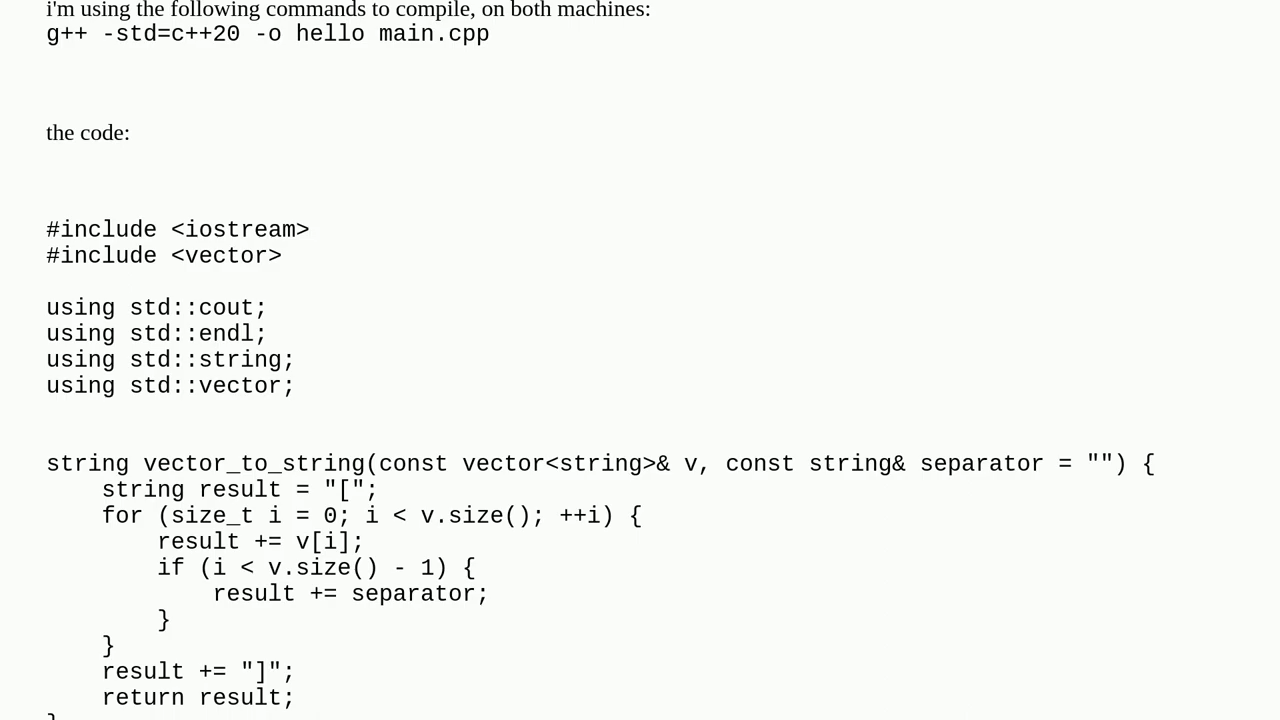 i'm using the following commands to compile, on both machines:
g++ -std=c++20 -o hello main.cpp
the code:
#include <iostream>
#include <vector>
using std::cout;
using std::endl;
using std::string;
using std::vector;
string vector_to_string(const vector<string>& v, const string& separator = "") {
    string result = "[";
    for (size_t i = 0; i < v.size(); ++i) {
        result += v[i];
        if (i < v.size() - 1) {
            result += separator;
        }
    }
    result += "]";
    return result;
}